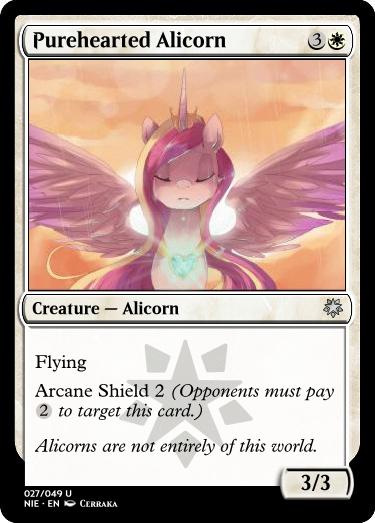 Purehearted Alicorn 3
Creature — Alicorn
Flying
Arcane Shield 2 (Opponents must pay
2 to target this card.)
Alicorns are not entirely of this world.
3/3
027/049 U
NIE · EN Cerraka